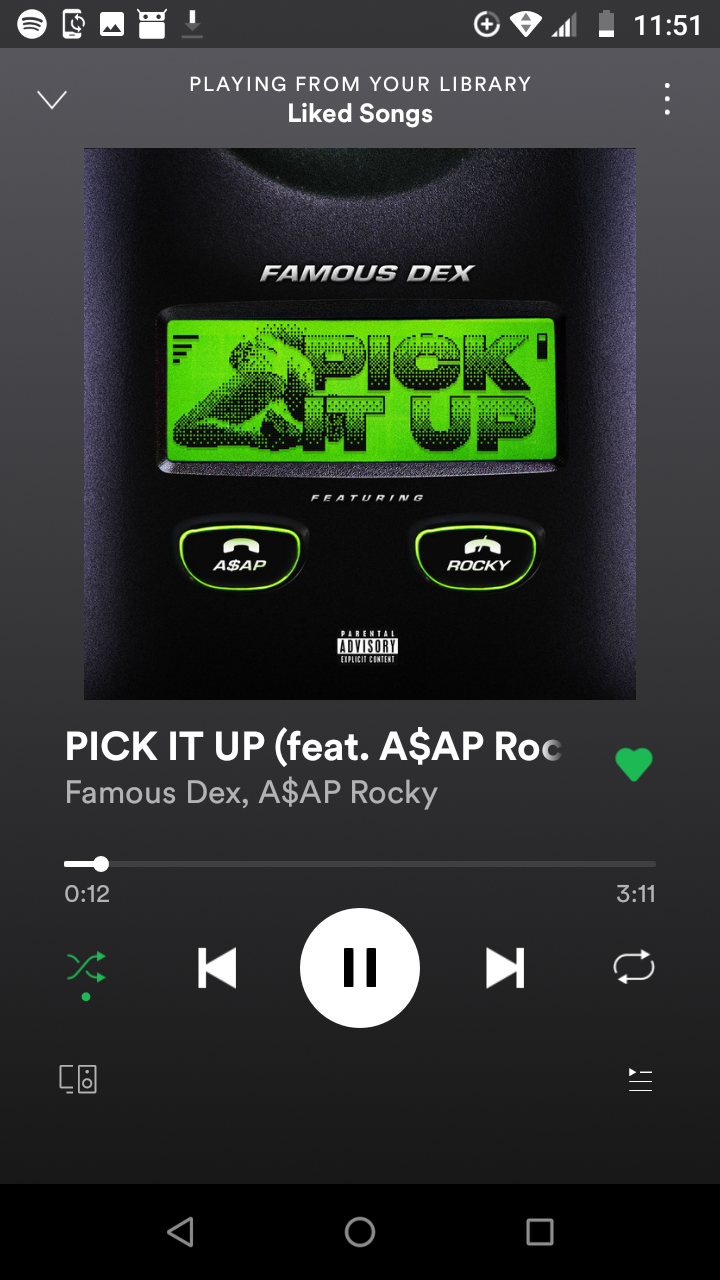 11:51
PLAYING FROM YOUR LIBRARY
Liked Songs
FAMOUS DEX
PICK
IT UP
FEATURING
A$AP
ROCKY
PARENTAL
ADVISORY
EXPLICIT CONTENT
PICK IT UP (feat. A$AP Roc
Famous Dex, A$AP Rocky
0:12
3:11